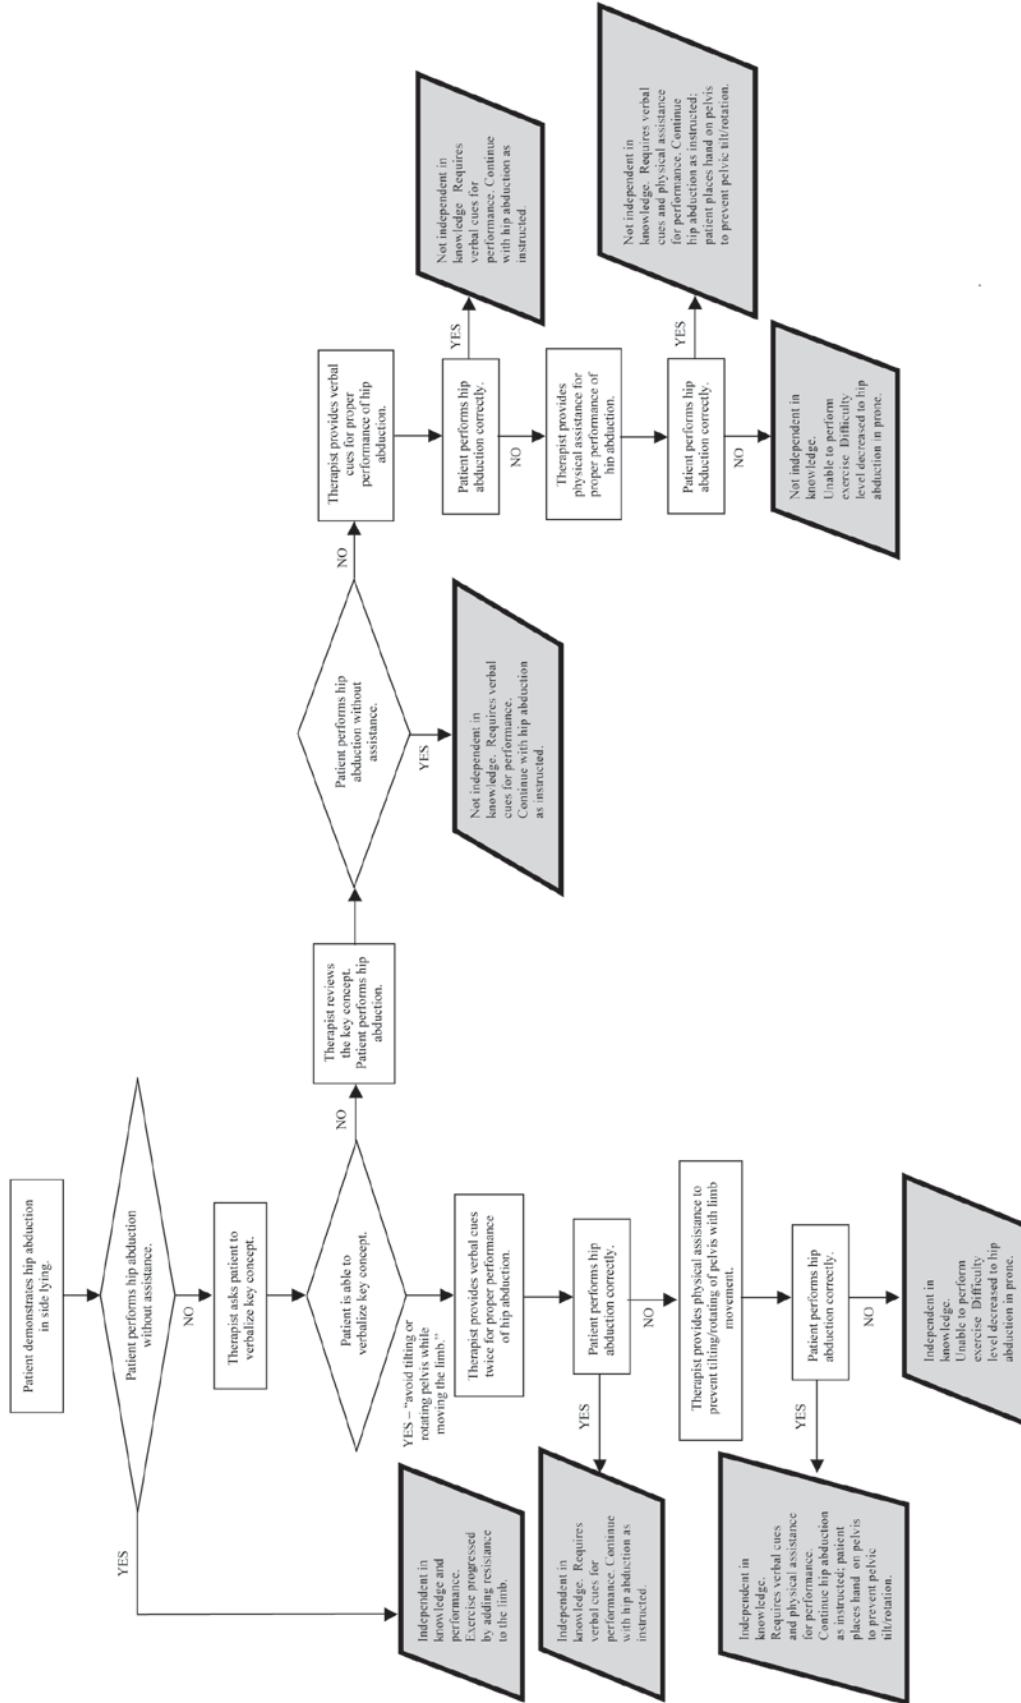 Patient demonstrates hip abduction
in side lying.
Patient performs hip abduction
without assistance.
YES
NO
Independent in
knowledge and
performance.
Exercise progressed
by adding resistance
to the limb.
Therapist asks patient to
verbalize key concept.
Patient is able to
verbalize key concept.
YES – “avoid tilting or
rotating pelvis while
moving the limb.”
NO
Therapist provides verbal cues
twice for proper performance
of hip abduction.
Patient performs hip
abduction correctly.
YES
NO
Independent in
knowledge. Requires
verbal cues for
performance. Continue
with hip abduction as
instructed.
Therapist provides physical assistance to
prevent tilting/rotating of pelvis with limb
movement.
Patient performs hip
abduction correctly.
YES
NO
Independent in
knowledge.
Requires verbal cues
and physical assistance
for performance.
Continue hip abduction
as instructed; patient
places hand on pelvis
to prevent pelvic
tilt/rotation.
Independent in
knowledge.
Unable to perform
exercise Difficulty
level decreased to hip
abduction in prone.
Therapist reviews
the key concept.
Patient performs hip
abduction.
Patient performs hip
abduction without
assistance.
YES
NO
Not independent in
knowledge. Requires verbal
cues for performance.
Continue with hip abduction
as instructed.
Therapist provides verbal
cues for proper
performance of hip
abduction.
Patient performs hip
abduction correctly.
YES
NO
Not independent in
knowledge Requires
verbal cues for
performance. Continue
with hip abduction as
instructed.
Therapist provides
physical assistance for
proper performance of
hip abduction.
Patient performs hip
abduction correctly.
YES
NO
Not independent in
knowledge. Requires verbal
cues and physical assistance
for performance. Continue
hip abduction as instructed;
patient places hand on pelvis
to prevent pelvic tilt/rotation.
Not independent in
knowledge.
Unable to perform
exercise Difficulty
level decreased to hip
abduction in prone.